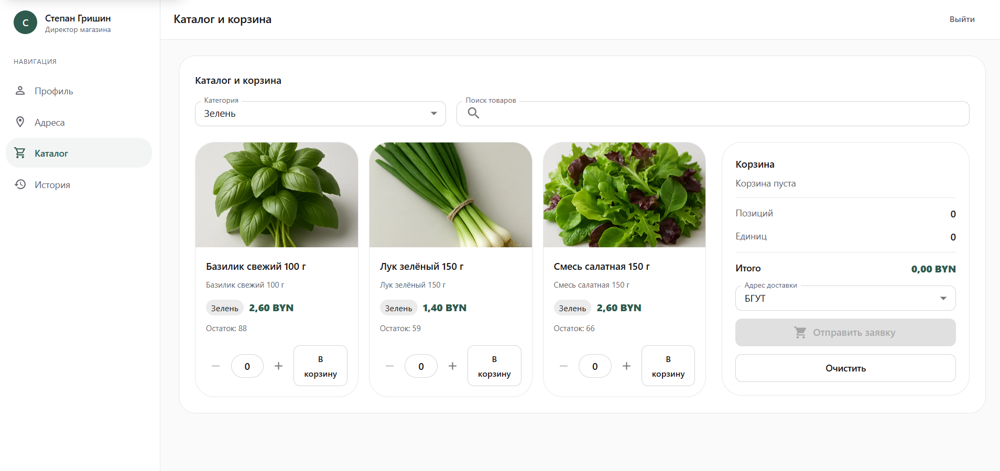 С
Степан Гришин
Директор магазина
НАВИГАЦИЯ
Профиль
Адреса
Каталог
История
Каталог и корзина
Выйти
Каталог и корзина
Категория
Зелень
Поиск товаров
Базилик свежий 100 г
Базилик свежий 100 г
Зелень
2,60 BYN
Остаток: 88
0
В
корзину
Лук зелёный 150 г
Лук зелёный 150 г
Зелень
1,40 BYN
Остаток: 59
0
В
корзину
Смесь салатная 150 г
Смесь салатная 150 г
Зелень
2,60 BYN
Остаток: 66
0
В
корзину
Корзина
Корзина пуста
Позиций 0
Единиц 0
Итого 0,00 BYN
Адрес доставки
БГУТ
Отправить заявку
Очистить